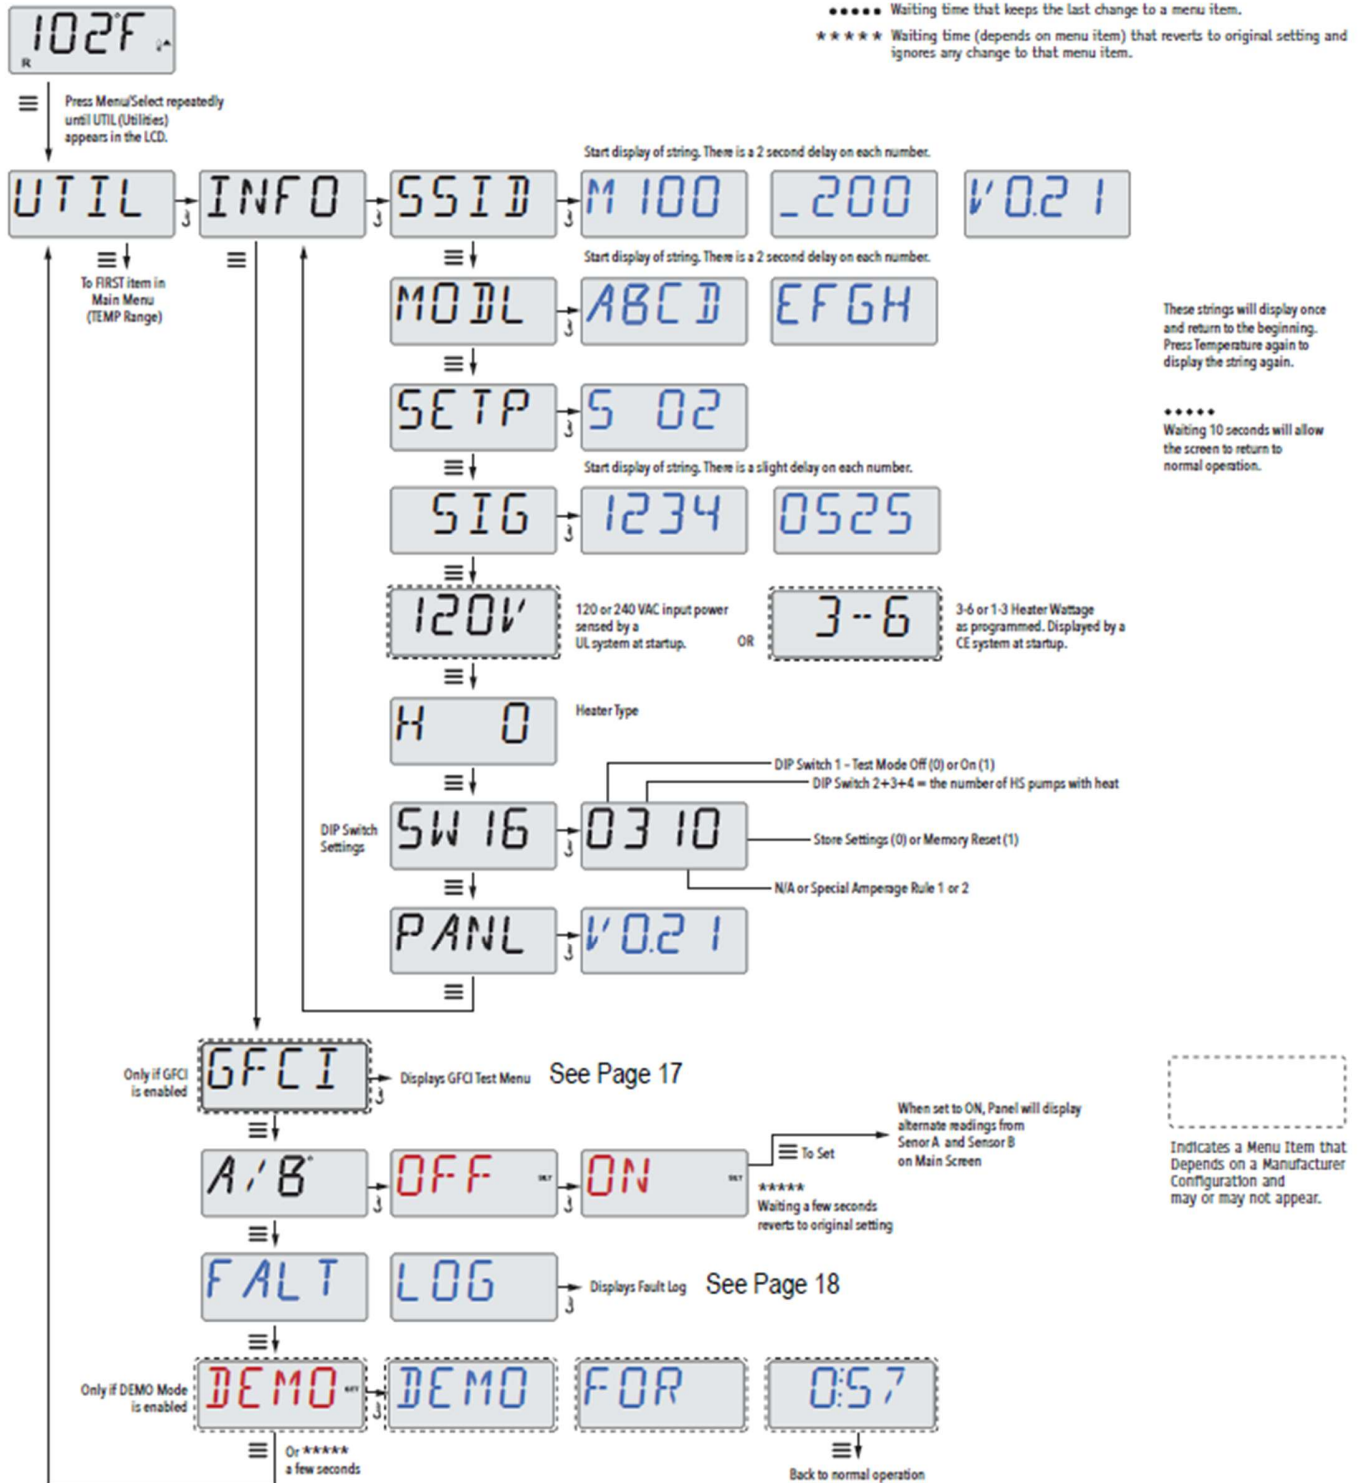 102°F
R
••••• Waiting time that keeps the last change to a menu item.
***** Waiting time (depends on menu item) that reverts to original setting and
ignores any change to that menu item.
Press Menu/Select repeatedly
until UTIL (Utilities)
appears in the LCD.
Start display of string. There is a 2 second delay on each number.
UTIL
INFO
SSID
M 100
_200
V 0.21
To FIRST item in
Main Menu
(TEMP Range)
Start display of string. There is a 2 second delay on each number.
MODL
ABCD
EFGH
These strings will display once
and return to the beginning.
Press Temperature again to
display the string again.
•••••
Waiting 10 seconds will allow
the screen to return to
normal operation.
SETP
S 02
Start display of string. There is a slight delay on each number.
SIG
1234
0525
120V
120 or 240 VAC input power
sensed by a
UL system at startup.
OR
3--6
3-6 or 1-3 Heater Wattage
as programmed. Displayed by a
CE system at startup.
H 0
Heater Type
DIP Switch 1 – Test Mode Off (0) or On (1)
DIP Switch 2+3+4 = the number of HS pumps with heat
DIP Switch
Settings
SW 16
0310
Store Settings (0) or Memory Reset (1)
N/A or Special Amperage Rule 1 or 2
PANL
V 0.21
Only if GFCI
is enabled
GFCI
Displays GFCI Test Menu See Page 17
Indicates a Menu Item that
Depends on a Manufacturer
Configuration and
may or may not appear.
A/B°
OFF
ON
To Set
When set to ON, Panel will display
alternate readings from
Senor A and Sensor B
on Main Screen
*****
Waiting a few seconds
reverts to original setting
FALT
LOG
Displays Fault Log See Page 18
Only if DEMO Mode
is enabled
DEMO
DEMO
FOR
0:57
Or *****
a few seconds
Back to normal operation